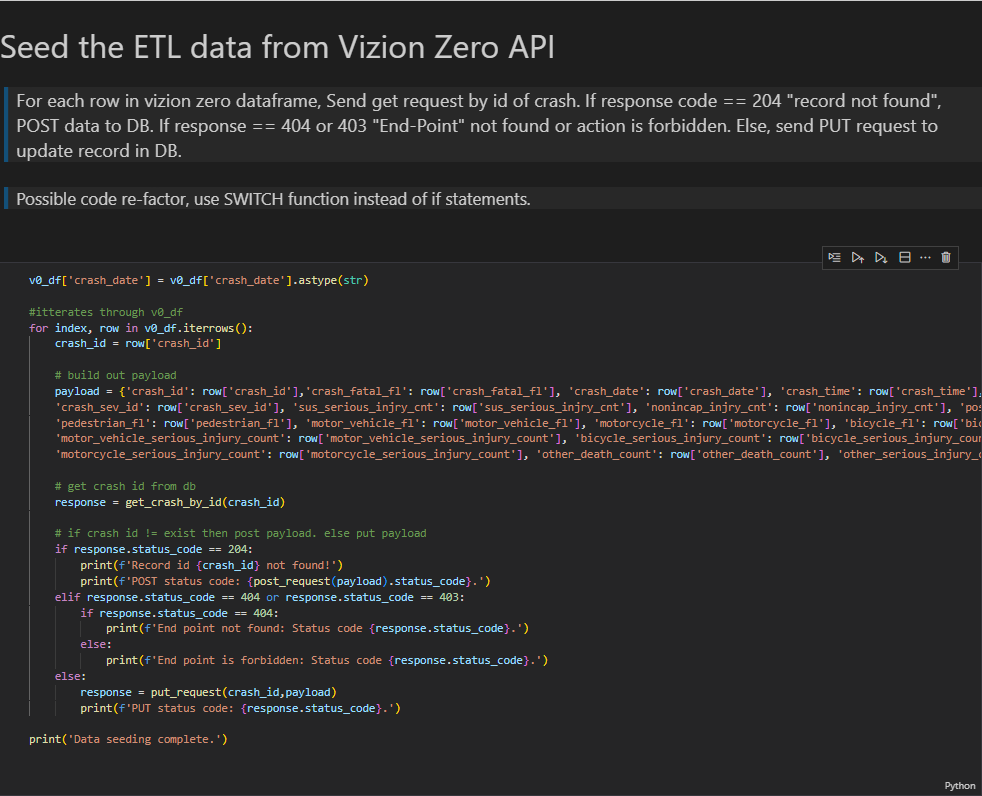 Seed the ETL data from Vizion Zero API
For each row in vizion zero dataframe, Send get request by id of crash. If response code == 204 "record not found",
POST data to DB. If response == 404 or 403 "End-Point" not found or action is forbidden. Else, send PUT request to
update record in DB.
Possible code re-factor, use SWITCH function instead of if statements.
v0_df['crash_date'] = v0_df['crash_date'].astype(str)
#itterates through v0_df
for index, row in v0_df.iterrows():
crash_id = row['crash_id']
# build out payload
payload = {'crash_id': row['crash_id'],'crash_fatal_fl': row['crash_fatal_fl'], 'crash_date': row['crash_date'], 'crash_time': row['crash_time'],
'crash_sev_id': row['crash_sev_id'], 'sus_serious_injry_cnt': row['sus_serious_injry_cnt'], 'nonincap_injry_cnt': row['nonincap_injry_cnt'], 'pos
'pedestrian_fl': row['pedestrian_fl'], 'motor_vehicle_fl': row['motor_vehicle_fl'], 'motorcycle_fl': row['motorcycle_fl'], 'bicycle_fl': row['bic
'motor_vehicle_serious_injury_count': row['motor_vehicle_serious_injury_count'], 'bicycle_serious_injury_count': row['bicycle_serious_injury_cou
'motorcycle_serious_injury_count': row['motorcycle_serious_injury_count'], 'other_death_count': row['other_death_count'], 'other_serious_injury_c
# get crash id from db
response = get_crash_by_id(crash_id)
# if crash id != exist then post payload. else put payload
if response.status_code == 204:
print(f'Record id {crash_id} not found!')
print(f'POST status code: {post_request(payload).status_code}.')
elif response.status_code == 404 or response.status_code == 403:
if response.status_code == 404:
print(f'End point not found: Status code {response.status_code}.')
else:
print(f'End point is forbidden: Status code {response.status_code}.')
else:
response = put_request(crash_id,payload)
print(f'PUT status code: {response.status_code}.')
print('Data seeding complete.')
Python